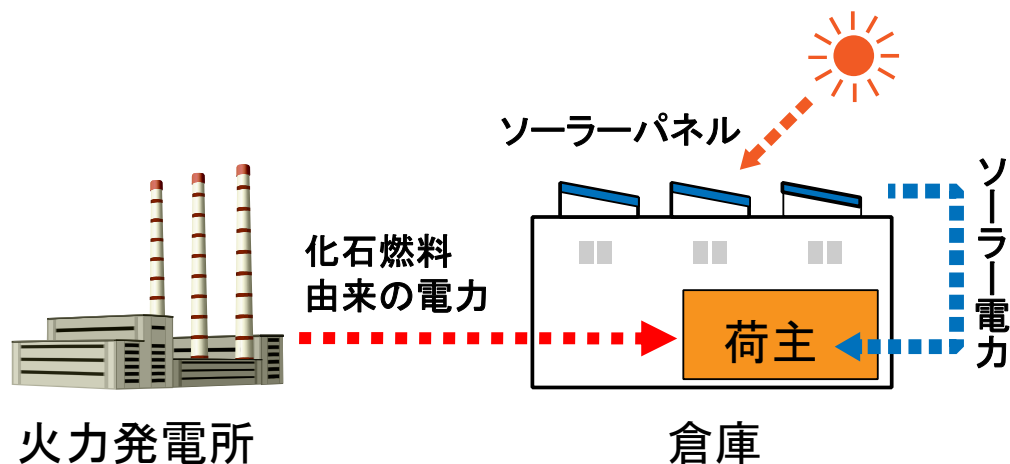 ソーラーパネル
ソーラー電力
化石燃料
由来の電力
荷主
火力発電所
倉庫